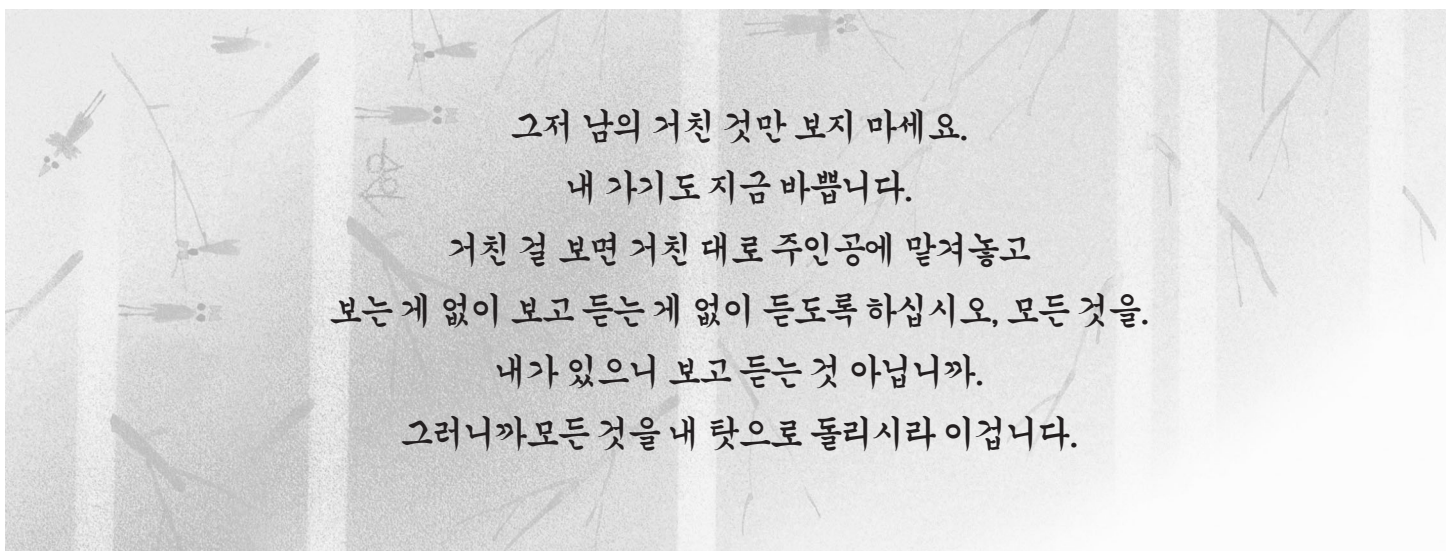 그저 남의 거친 것만 보지 마세요.
내 가기도 지금 바쁩니다.
거친 걸 보면 거친 대로 주인공에 맡겨놓고
보는 게 없이 보고 듣는 게 없이 듣도록 하십시오, 모든 것을.
내가 있으니 보고 듣는 것 아닙니까.
그러니까 모든 것을 내 탓으로 돌리시라 이겁니다.